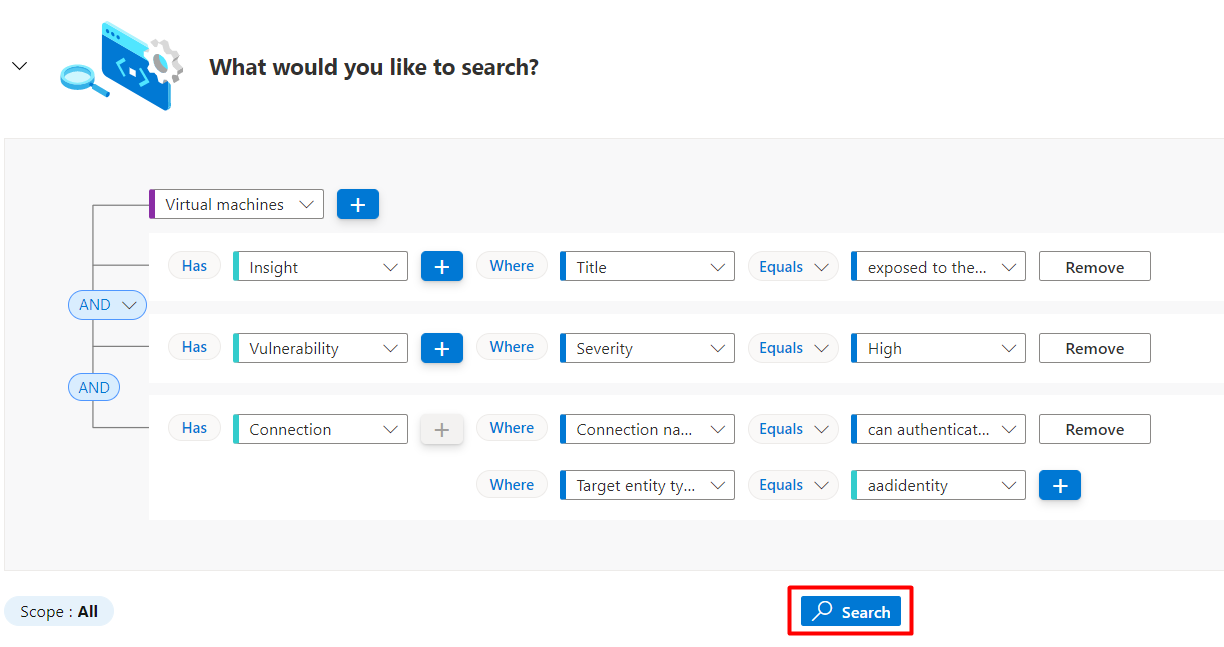 What would you like to search?
Virtual machines
Has Insight Where Title Equals exposed to the... Remove
AND
Has Vulnerability Where Severity Equals High Remove
AND
Has Connection Where Connection na... Equals can authenticat... Remove
Where Target entity ty... Equals aadidentity
Scope : All Search